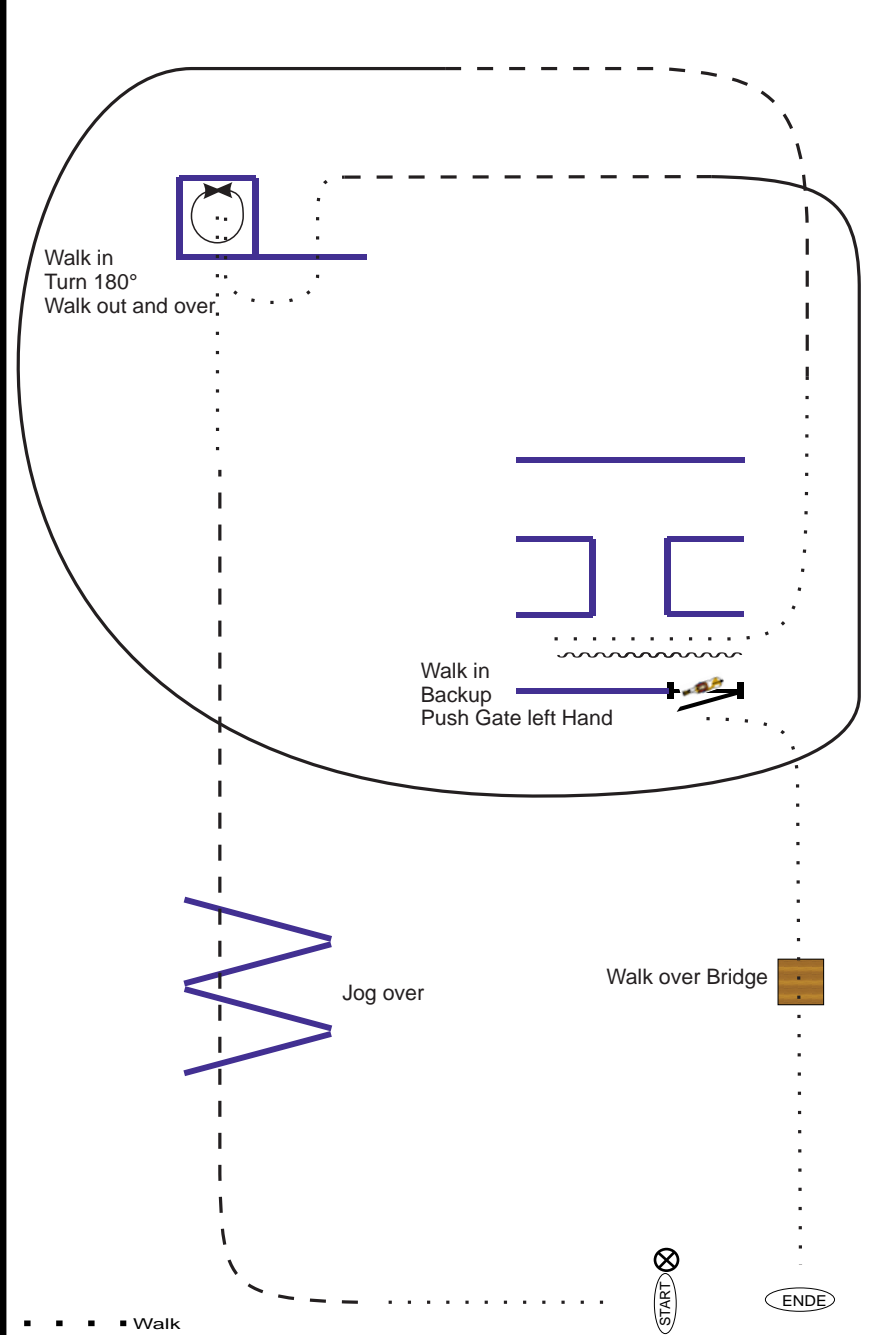 Walk in
Turn 180°
Walk out and over
Walk in
Backup
Push Gate left Hand
Walk over Bridge
Jog over
START
ENDE
Walk